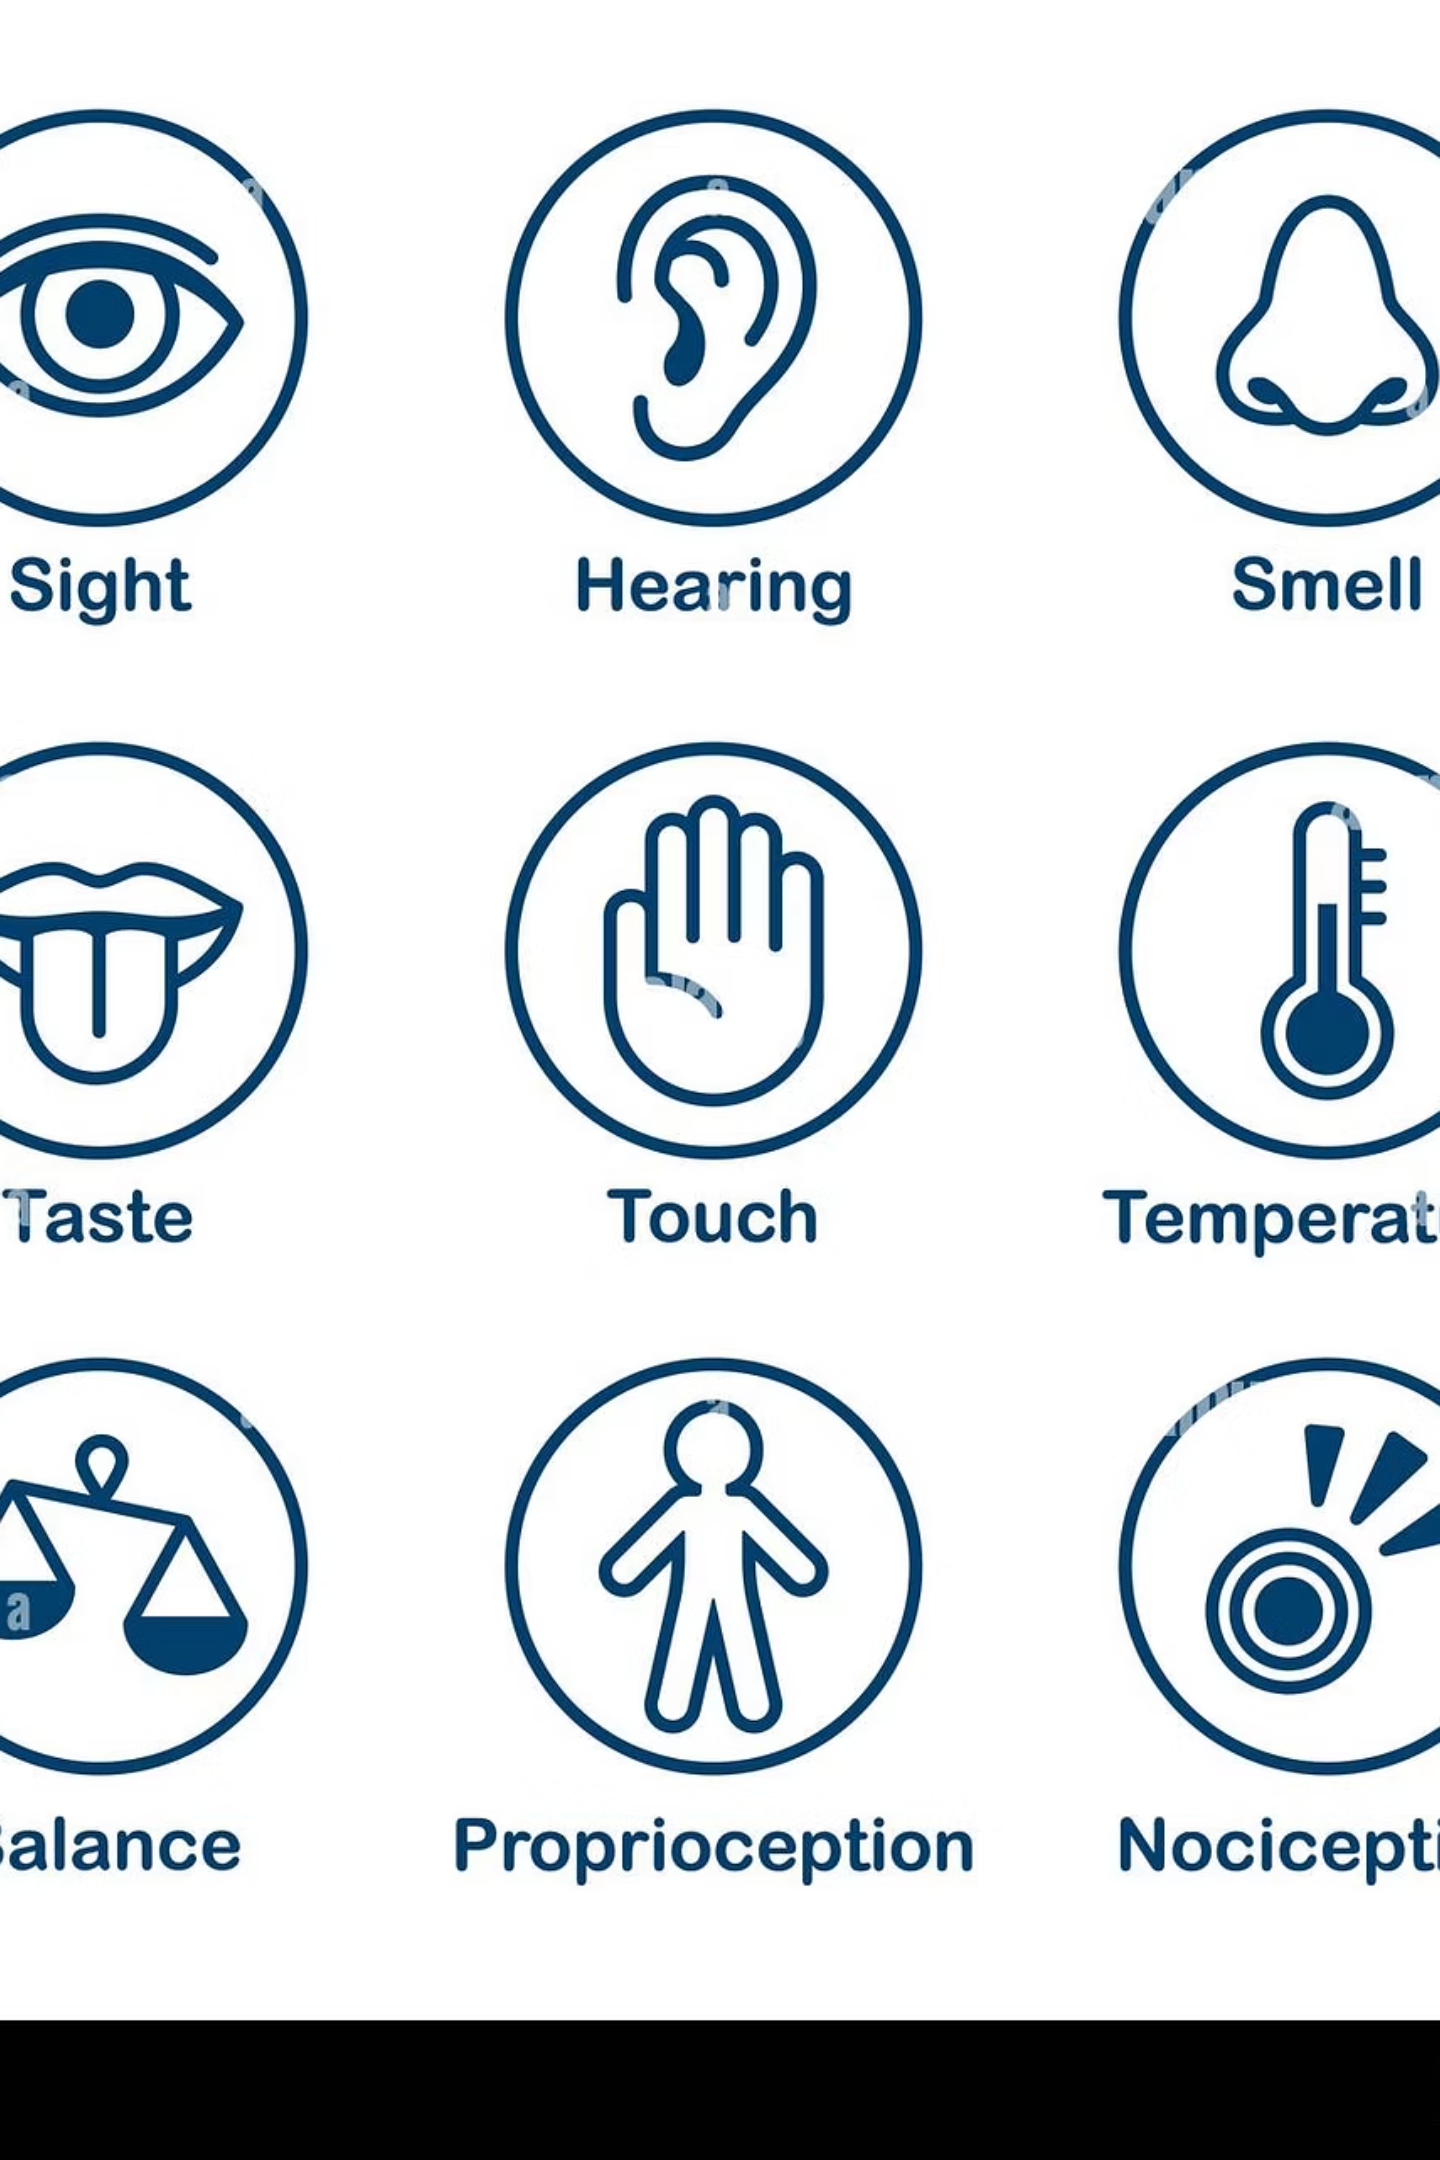 Sight Hearing Smell
Taste Touch Temperat
alance Proprioception Nocicepti